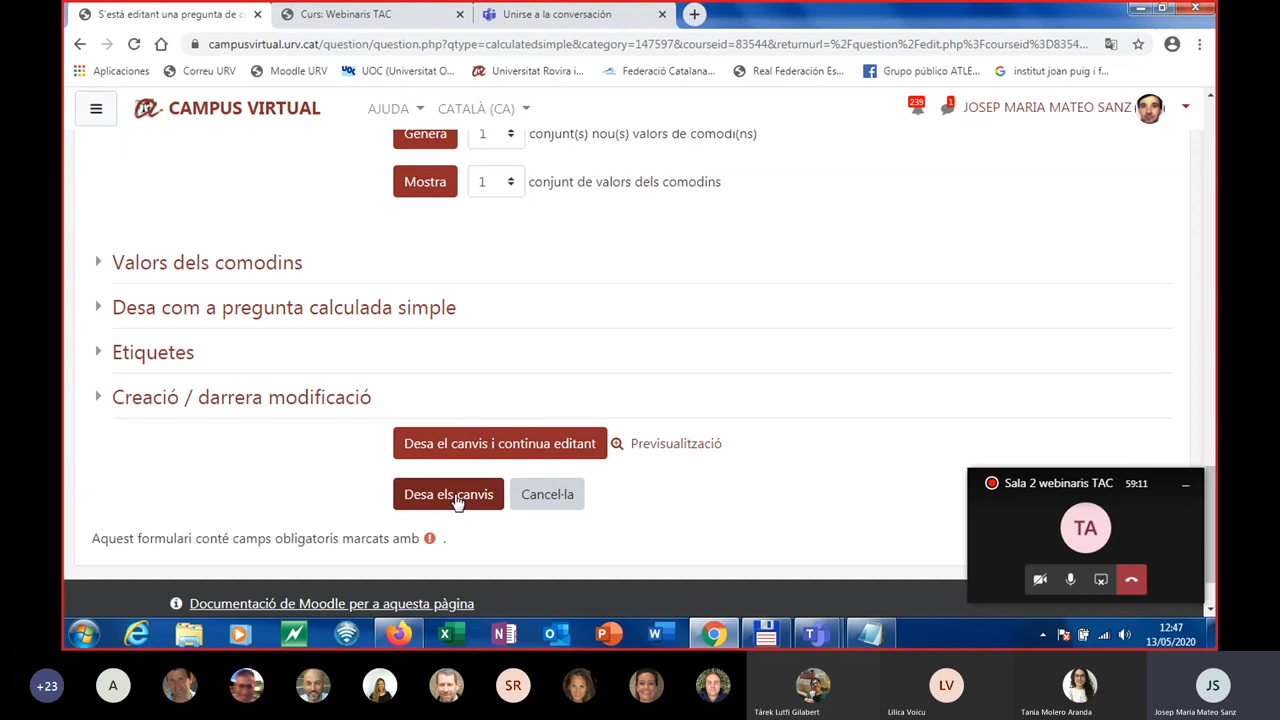 S'està editant una pregunta de c
Curs: Webinaris TAC
Unirse a la conversación
campusvirtual.urv.cat/question/question.php?qtype=calculatedsimple&category=147597&courseid=83544&returnurl=%2Fquestion%2Fedit.php%3Fcourseid%3D8354...
Aplicaciones
Correu URV
Moodle URV
UOC (Universitat O...
Universitat Rovira i...
Federació Catalana...
Real Federación Es...
Grupo público ATLE...
institut joan puig i f...
CAMPUS VIRTUAL
AJUDA
CATALÀ (CA)
239
1
JOSEP MARIA MATEO SANZ
Genera
1
conjunt(s) nou(s) valors de comodí(ns)
Mostra
1
conjunt de valors dels comodins
Valors dels comodins
Desa com a pregunta calculada simple
Etiquetes
Creació / darrera modificació
Desa el canvis i continua editant
Previsualització
Desa els canvis
Cancel·la
Aquest formulari conté camps obligatoris marcats amb .
Sala 2 webinaris TAC
59:11
TA
Documentació de Moodle per a aquesta pàgina
12:47
13/05/2020
+23
A
SR
LV
JS
Tàrek Lutfi Gilabert
Lilica Voicu
Tania Molero Aranda
Josep Maria Mateo Sanz